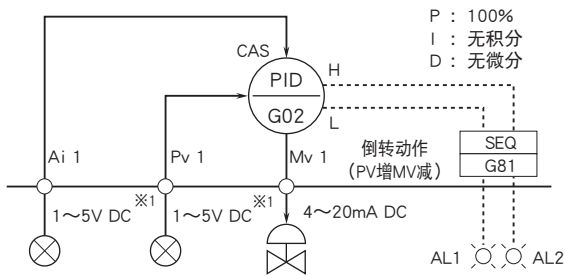 P : 100%
I : 无积分
D : 无微分
CAS
PID
G02
H
L
SEQ
G81
倒转动作
（PV增MV减）
Ai 1
Pv 1
Mv 1
※1
※1
1～5V DC
1～5V DC
4～20mA DC
AL1
AL2